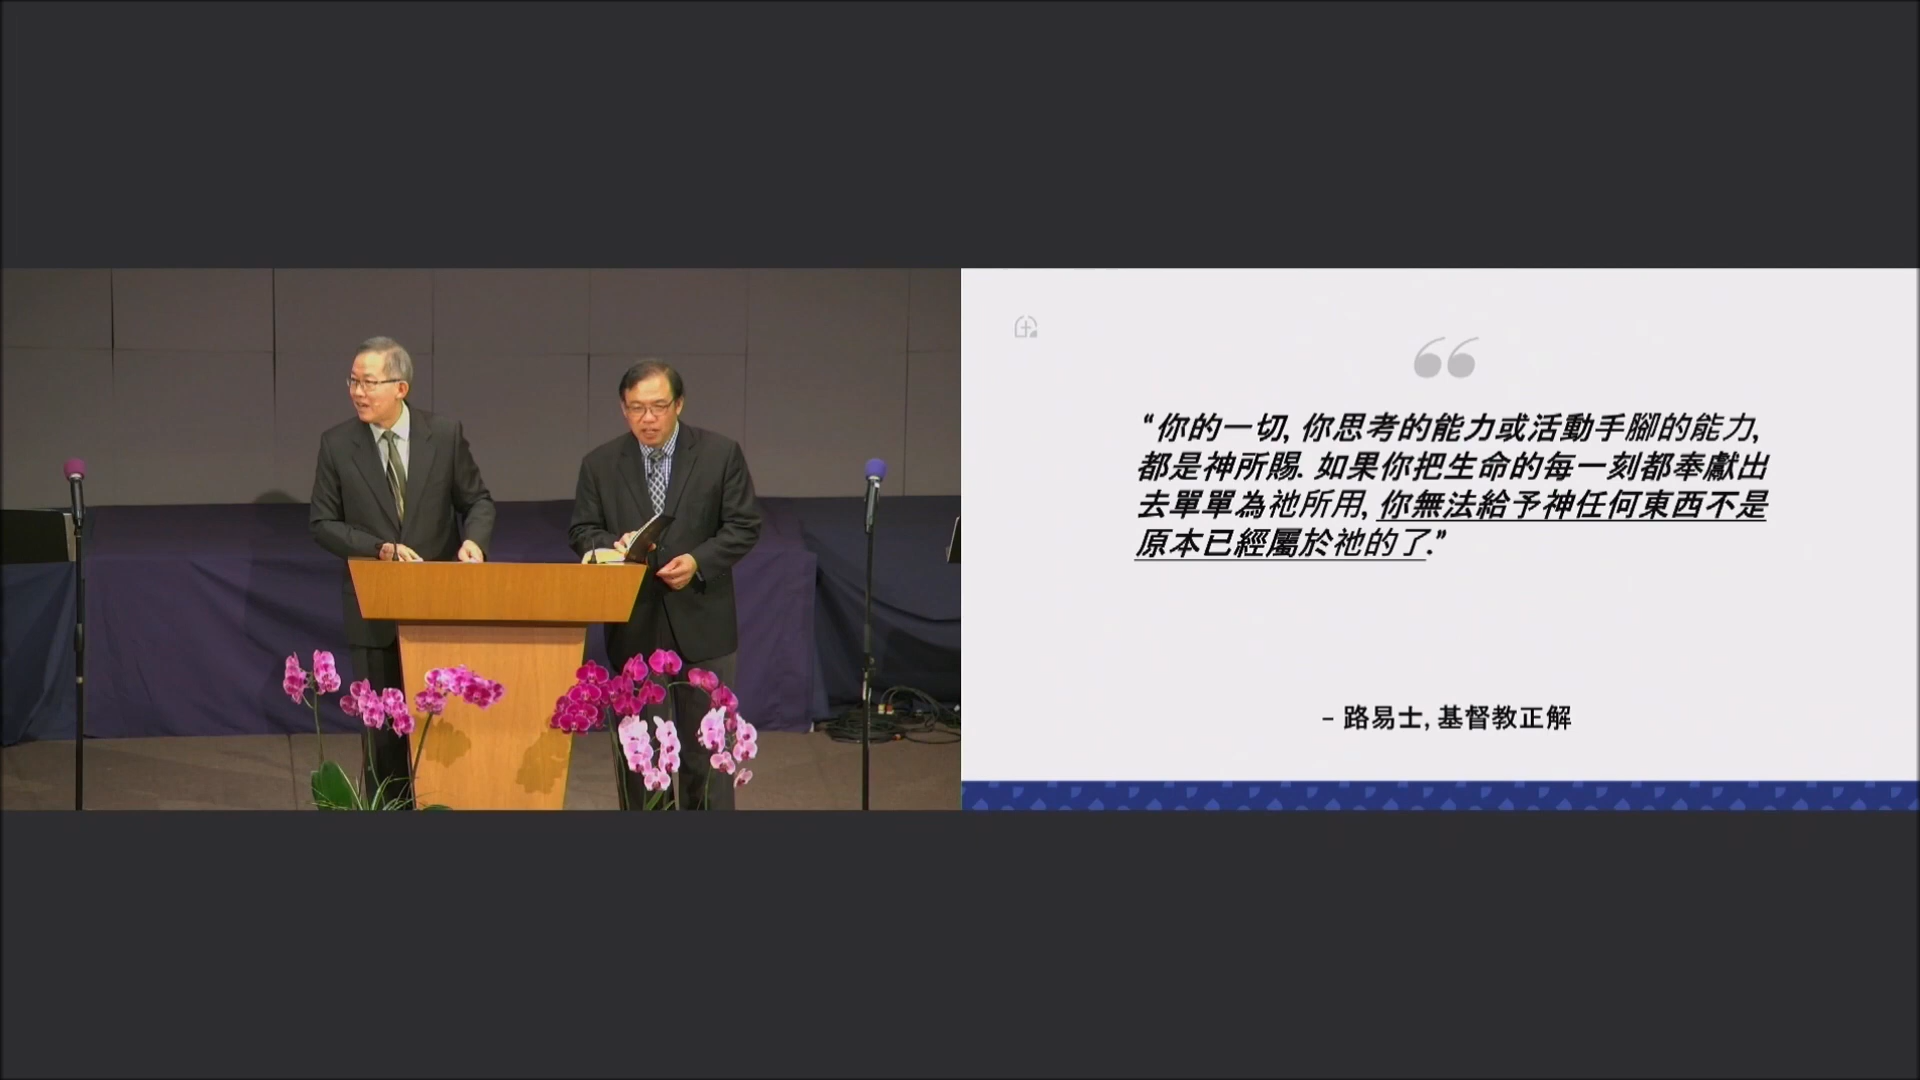 “你的一切, 你思考的能力或活動手腳的能力,
都是神所賜. 如果你把生命的每一刻都奉獻出
去單單為祂所用, 你無法給予神任何東西不是
原本已經屬於祂的了.”
– 路易士, 基督教正解